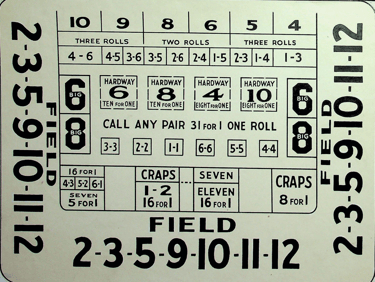 10 9 8 6 5 4
THREE ROLLS TWO ROLLS THREE ROLLS
4-6 4-5 3-6 3-5 2-6 2-4 1-5 2-3 1-4 1-3
HARDWAY HARDWAY HARDWAY HARDWAY
6 8 4 10
TEN FOR ONE TEN FOR ONE EIGHT FOR ONE EIGHT FOR ONE
BIG 6
BIG 8
BIG 6
BIG 8
CALL ANY PAIR 31 FOR 1 ONE ROLL
3-3 2-2 1-1 6-6 5-5 4-4
16 FOR 1
4-3 5-2 6-1
SEVEN
5 FOR 1
CRAPS
1-2
16 FOR 1
SEVEN
ELEVEN
16 FOR 1
CRAPS
8 FOR 1
FIELD
2-3-5-9-10-11-12
FIELD
2-3-5-9-10-11-12
FIELD
2-3-5-9-10-11-12